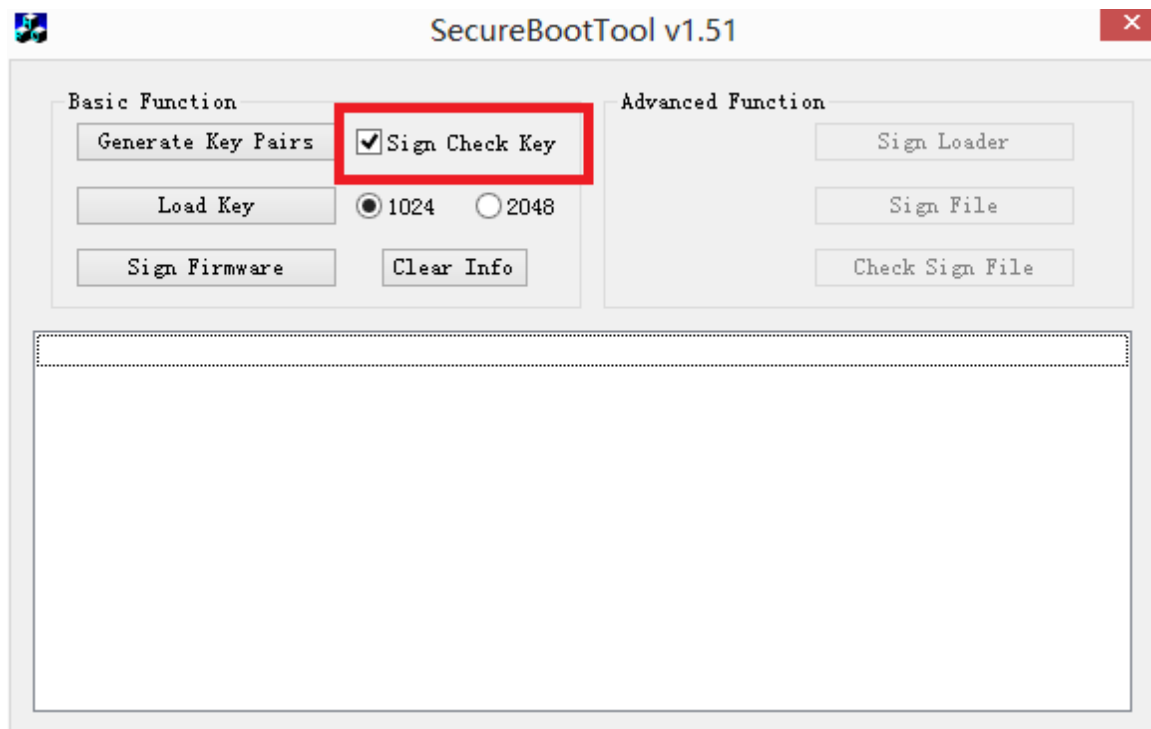 SecureBootTool v1.51
Basic Function
Generate Key Pairs
Sign Check Key
Load Key
1024
2048
Sign Firmware
Clear Info
Advanced Function
Sign Loader
Sign File
Check Sign File